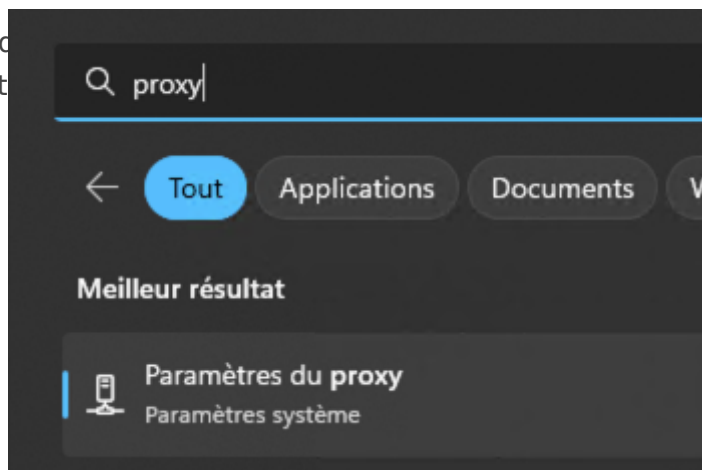 proxy
Tout Applications Documents
Meilleur résultat
Paramètres du proxy
Paramètres système